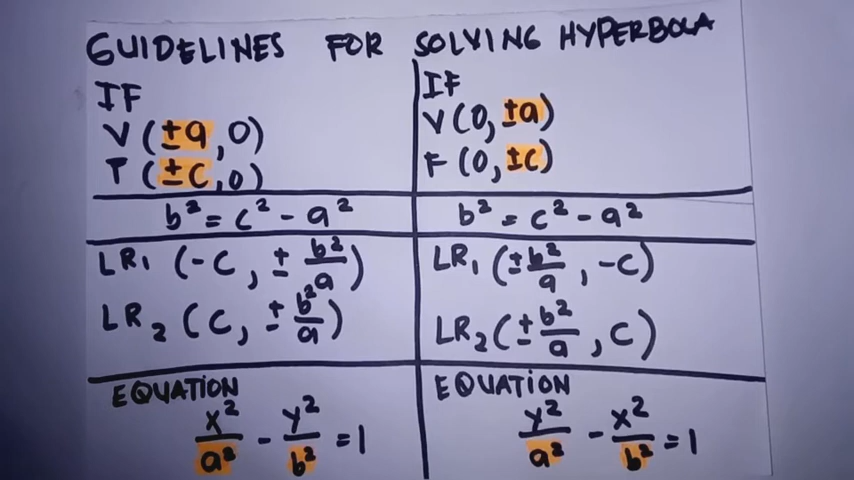 GUIDELINES FOR SOLVING HYPERBOLA
IF
V (±a, 0)
F (±c, 0)
b² = c² - a²
LR₁ (-c, ± b²/a)
LR₂ (c, ± b²/a)
EQUATION
x²/a² - y²/b² = 1
IF
V (0, ±a)
F (0, ±c)
b² = c² - a²
LR₁ (± b²/a, -c)
LR₂ (± b²/a, c)
EQUATION
y²/a² - x²/b² = 1